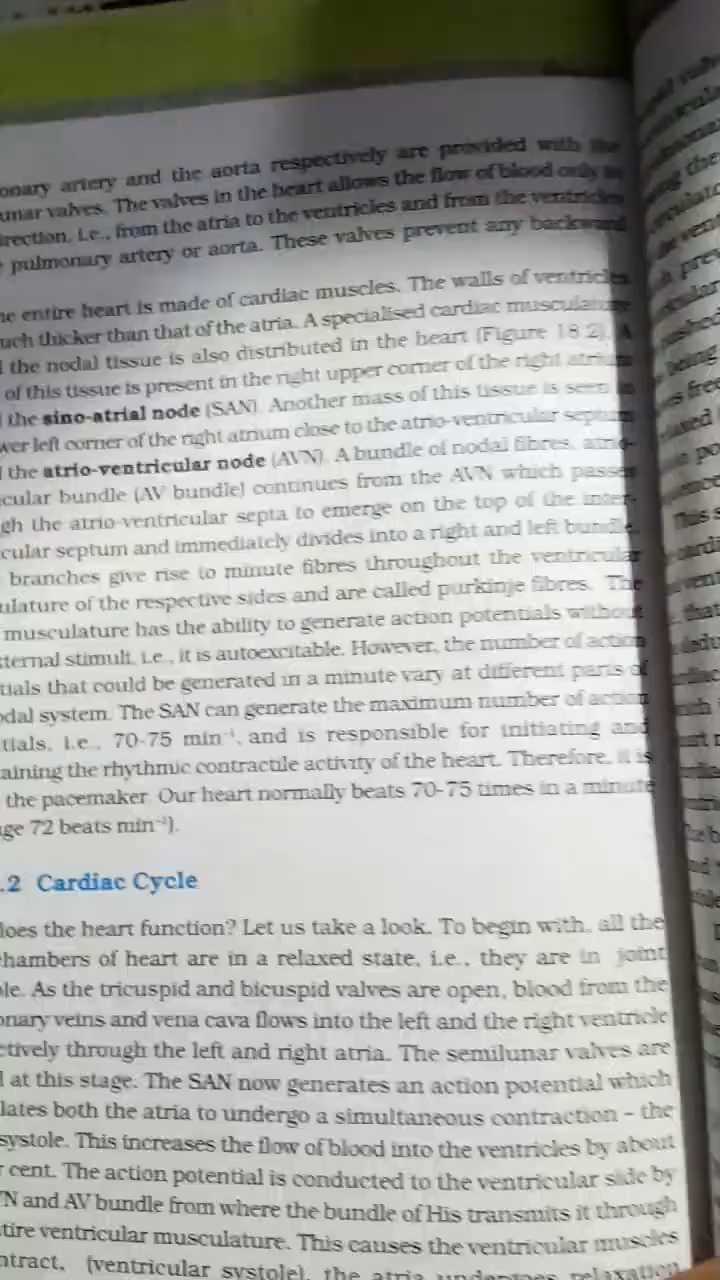 onary artery and the aorta respectively are provided with the
unar valves. The valves in the heart allows the flow of blood only in
irection, i.e., from the atria to the ventricles and from the ventricles
pulmonary artery or aorta. These valves prevent any backward
he entire heart is made of cardiac muscles. The walls of ventricles
uch thicker than that of the atria. A specialised cardiac musculature
the nodal tissue is also distributed in the heart (Figure 18.2). A
of this tissue is present in the right upper corner of the right atrium
the sino-atrial node (SAN). Another mass of this tissue is seen in
wer left corner of the right atrium close to the atrio-ventricular septum
the atrio-ventricular node (AVN). A bundle of nodal fibres, atrio-
cular bundle (AV bundle) continues from the AVN which passes
gh the atrio-ventricular septa to emerge on the top of the inter-
cular septum and immediately divides into a right and left bundle.
branches give rise to minute fibres throughout the ventricular
ulature of the respective sides and are called purkinje fibres. The
musculature has the ability to generate action potentials without
ternal stimuli, i.e., it is autoexcitable. However, the number of action
tials that could be generated in a minute vary at different parts of
odal system. The SAN can generate the maximum number of action
tials, i.e., 70-75 min⁻¹, and is responsible for initiating and
aining the rhythmic contractile activity of the heart. Therefore, it is
the pacemaker. Our heart normally beats 70-75 times in a minute
age 72 beats min⁻¹).
.2 Cardiac Cycle
does the heart function? Let us take a look. To begin with, all the
hambers of heart are in a relaxed state, i.e., they are in joint
ole. As the tricuspid and bicuspid valves are open, blood from the
onary veins and vena cava flows into the left and the right ventricle
ctively through the left and right atria. The semilunar valves are
d at this stage. The SAN now generates an action potential which
lates both the atria to undergo a simultaneous contraction – the
systole. This increases the flow of blood into the ventricles by about
r cent. The action potential is conducted to the ventricular side by
VN and AV bundle from where the bundle of His transmits it through
ntire ventricular musculature. This causes the ventricular muscles
ntract, (ventricular systole), the atria undergoes relaxation